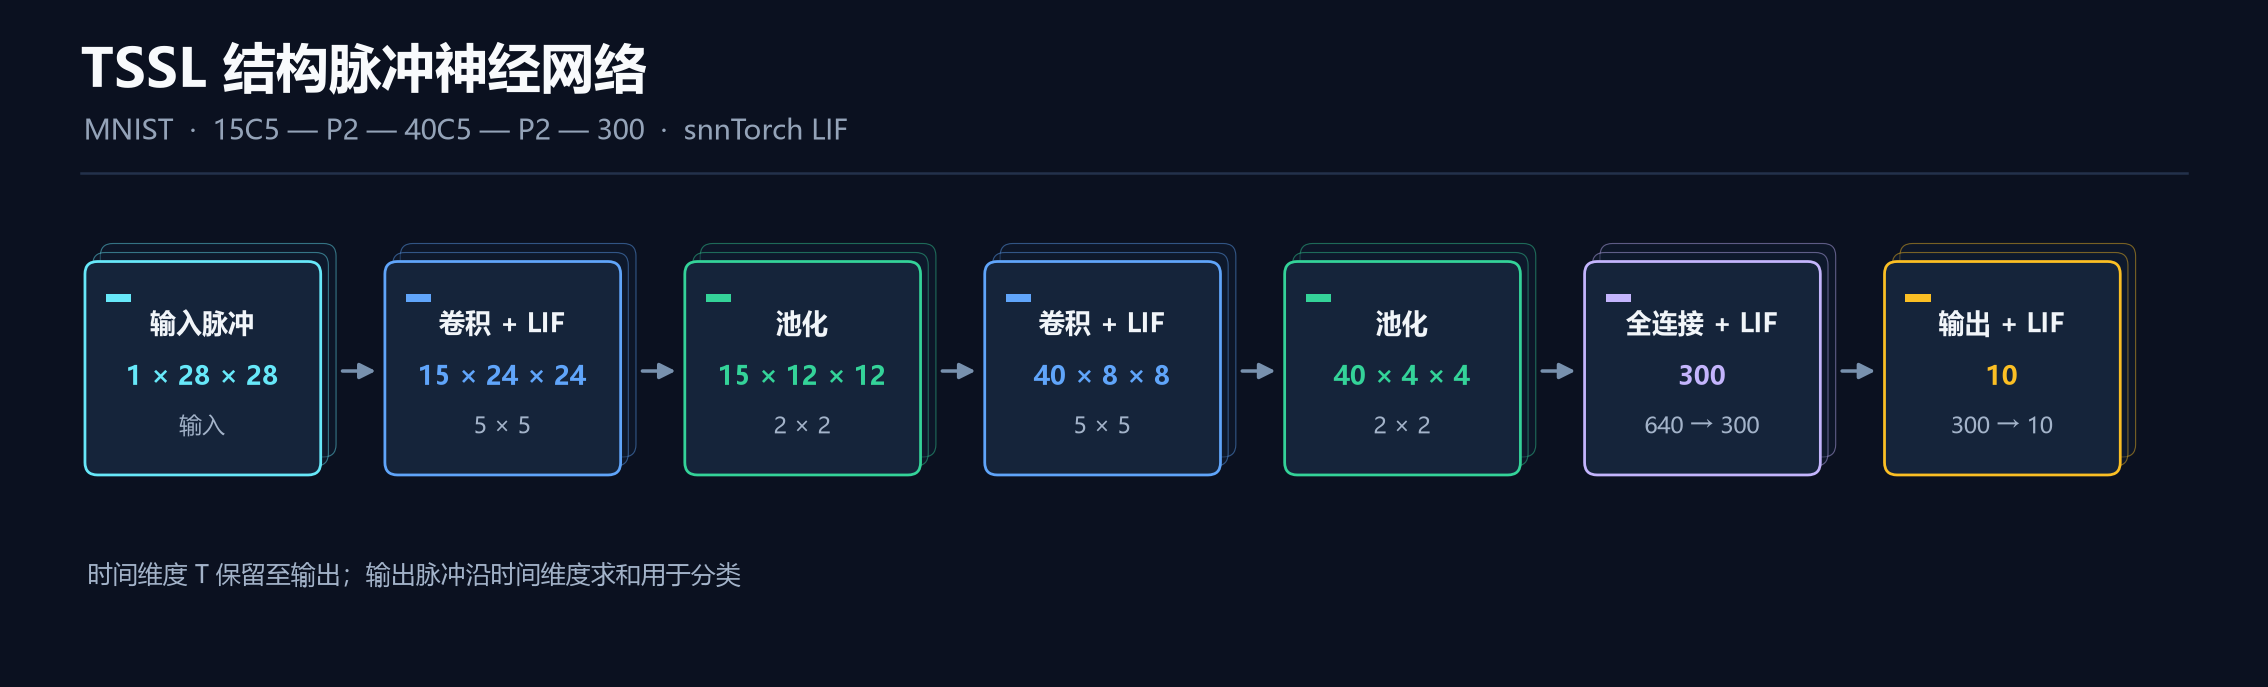 TSSL 结构脉冲神经网络
MNIST · 15C5 — P2 — 40C5 — P2 — 300 · snnTorch LIF
输入脉冲
1 × 28 × 28
输入
卷积 + LIF
15 × 24 × 24
5 × 5
池化
15 × 12 × 12
2 × 2
卷积 + LIF
40 × 8 × 8
5 × 5
池化
40 × 4 × 4
2 × 2
全连接 + LIF
300
640 → 300
输出 + LIF
10
300 → 10
时间维度 T 保留至输出；输出脉冲沿时间维度求和用于分类